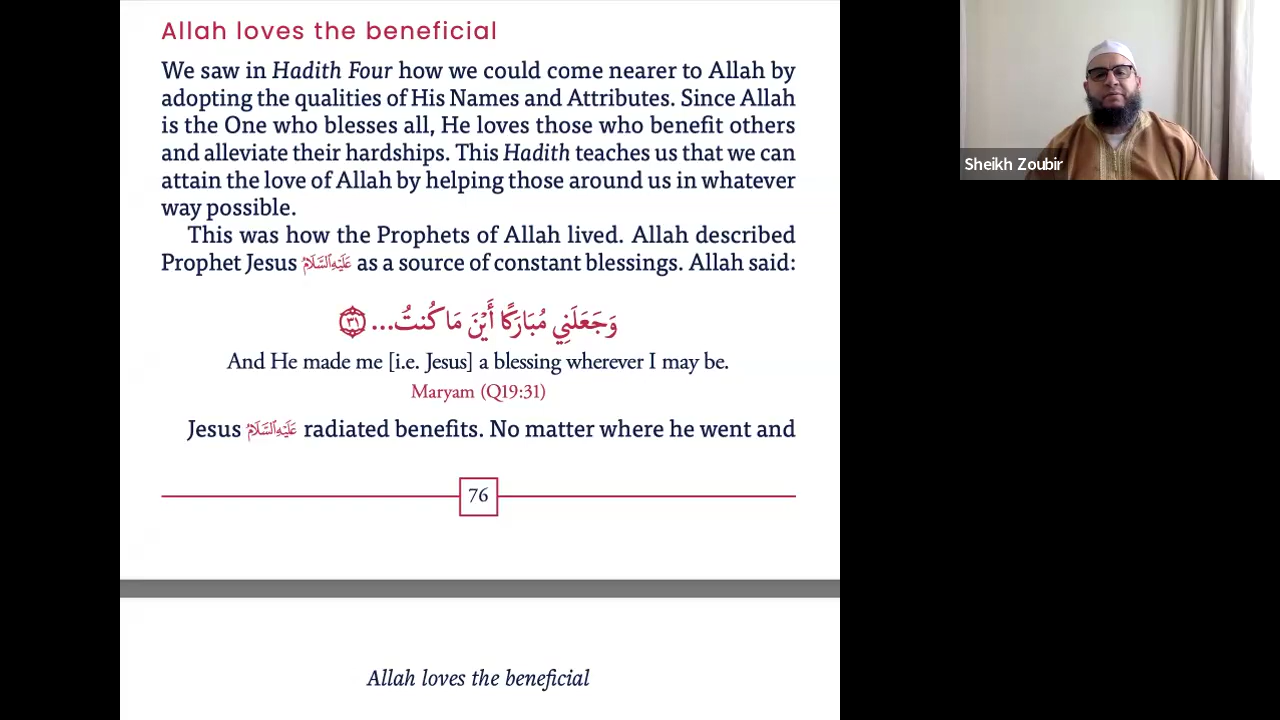 Allah loves the beneficial
We saw in Hadith Four how we could come nearer to Allah by
adopting the qualities of His Names and Attributes. Since Allah
is the One who blesses all, He loves those who benefit others
and alleviate their hardships. This Hadith teaches us that we can
attain the love of Allah by helping those around us in whatever
way possible.
This was how the Prophets of Allah lived. Allah described
Prophet Jesus عَلَيْهِ السَّلَامُ as a source of constant blessings. Allah said:
وَجَعَلَنِي مُبَارَكًا أَيْنَ مَا كُنتُ... ٣١
And He made me [i.e. Jesus] a blessing wherever I may be.
Maryam (Q19:31)
Jesus عَلَيْهِ السَّلَامُ radiated benefits. No matter where he went and
76
Allah loves the beneficial
Sheikh Zoubir